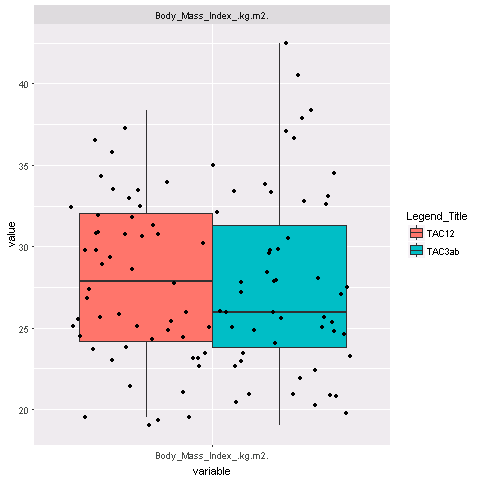 Body_Mass_Index_.kg.m2.
40
35
30
25
20
value
Body_Mass_Index_.kg.m2.
variable
Legend_Title
TAC12
TAC3ab